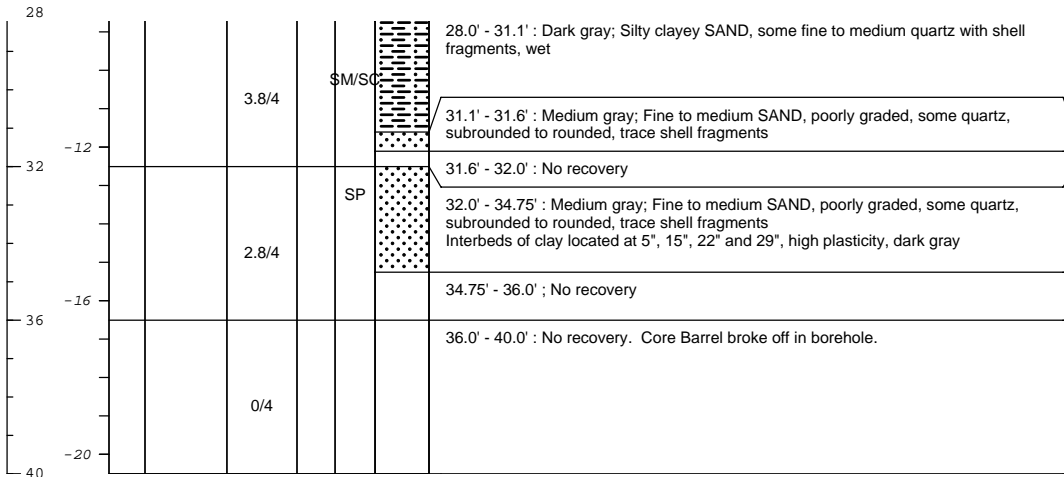 28
28.0' - 31.1' : Dark gray; Silty clayey SAND, some fine to medium quartz with shell
fragments, wet
SM/SC
3.8/4
31.1' - 31.6' : Medium gray; Fine to medium SAND, poorly graded, some quartz,
subrounded to rounded, trace shell fragments
-12
32
31.6' - 32.0' : No recovery
SP
32.0' - 34.75' : Medium gray; Fine to medium SAND, poorly graded, some quartz,
subrounded to rounded, trace shell fragments
Interbeds of clay located at 5", 15", 22" and 29", high plasticity, dark gray
2.8/4
34.75' - 36.0' ; No recovery
-16
36
36.0' - 40.0' : No recovery. Core Barrel broke off in borehole.
0/4
-20
40